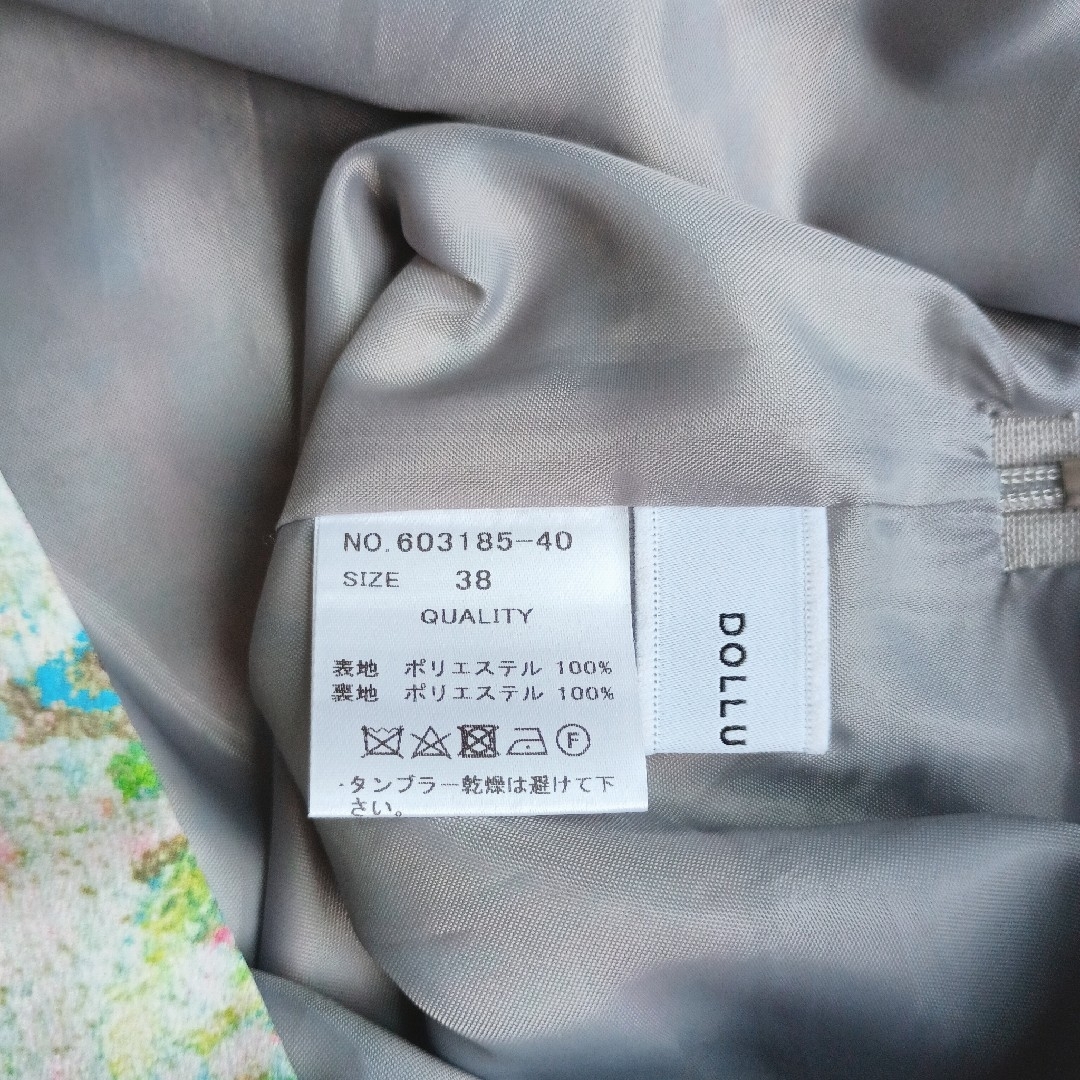 NO. 603185-40
SIZE 38
QUALITY
表地 ポリエステル 100%
裏地 ポリエステル 100%
F
・タンブラー乾燥は避けて下
さい。
DOLLU